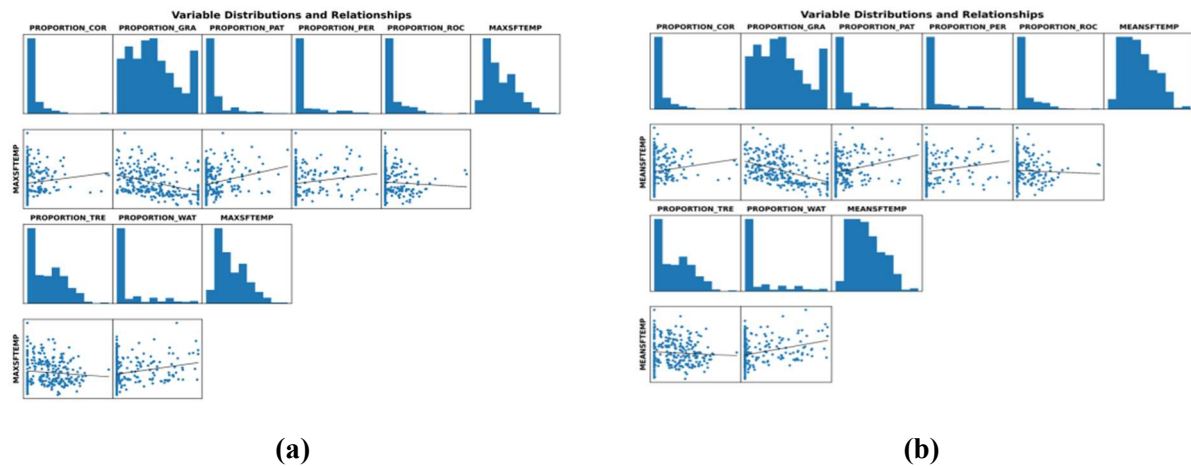 Variable Distributions and Relationships
PROPORTION_COR PROPORTION_GRA PROPORTION_PAT PROPORTION_PER PROPORTION_ROC MAXSFTEMP
MAXSFTEMP
PROPORTION_TRE PROPORTION_WAT MAXSFTEMP
MAXSFTEMP
(a)
Variable Distributions and Relationships
PROPORTION_COR PROPORTION_GRA PROPORTION_PAT PROPORTION_PER PROPORTION_ROC MEANSFTEMP
MEANSFTEMP
PROPORTION_TRE PROPORTION_WAT MEANSFTEMP
MEANSFTEMP
(b)